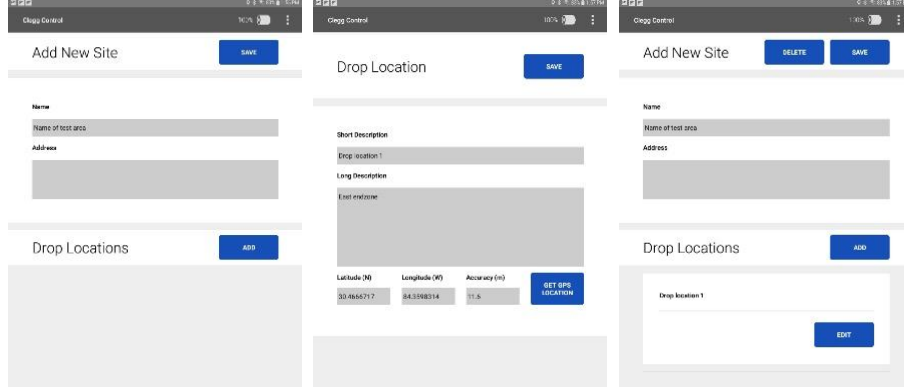 Clegg Control
100%
Add New Site
SAVE
Name
Name of test area
Address
Drop Locations
ADD
Clegg Control
100%
Drop Location
SAVE
Short Description
Drop location 1
Long Description
East endzone
Latitude (N)
Longitude (W)
Accuracy (m)
30.4666717
84.3598314
11.6
GET GPS
LOCATION
Clegg Control
100%
Add New Site
DELETE
SAVE
Name
Name of test area
Address
Drop Locations
ADD
Drop location 1
EDIT